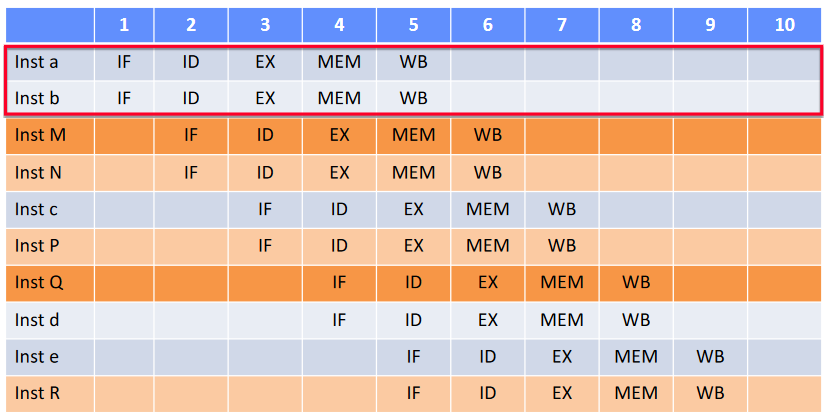 1 2 3 4 5 6 7 8 9 10
Inst a IF ID EX MEM WB
Inst b IF ID EX MEM WB
Inst M IF ID EX MEM WB
Inst N IF ID EX MEM WB
Inst c IF ID EX MEM WB
Inst P IF ID EX MEM WB
Inst Q IF ID EX MEM WB
Inst d IF ID EX MEM WB
Inst e IF ID EX MEM WB
Inst R IF ID EX MEM WB